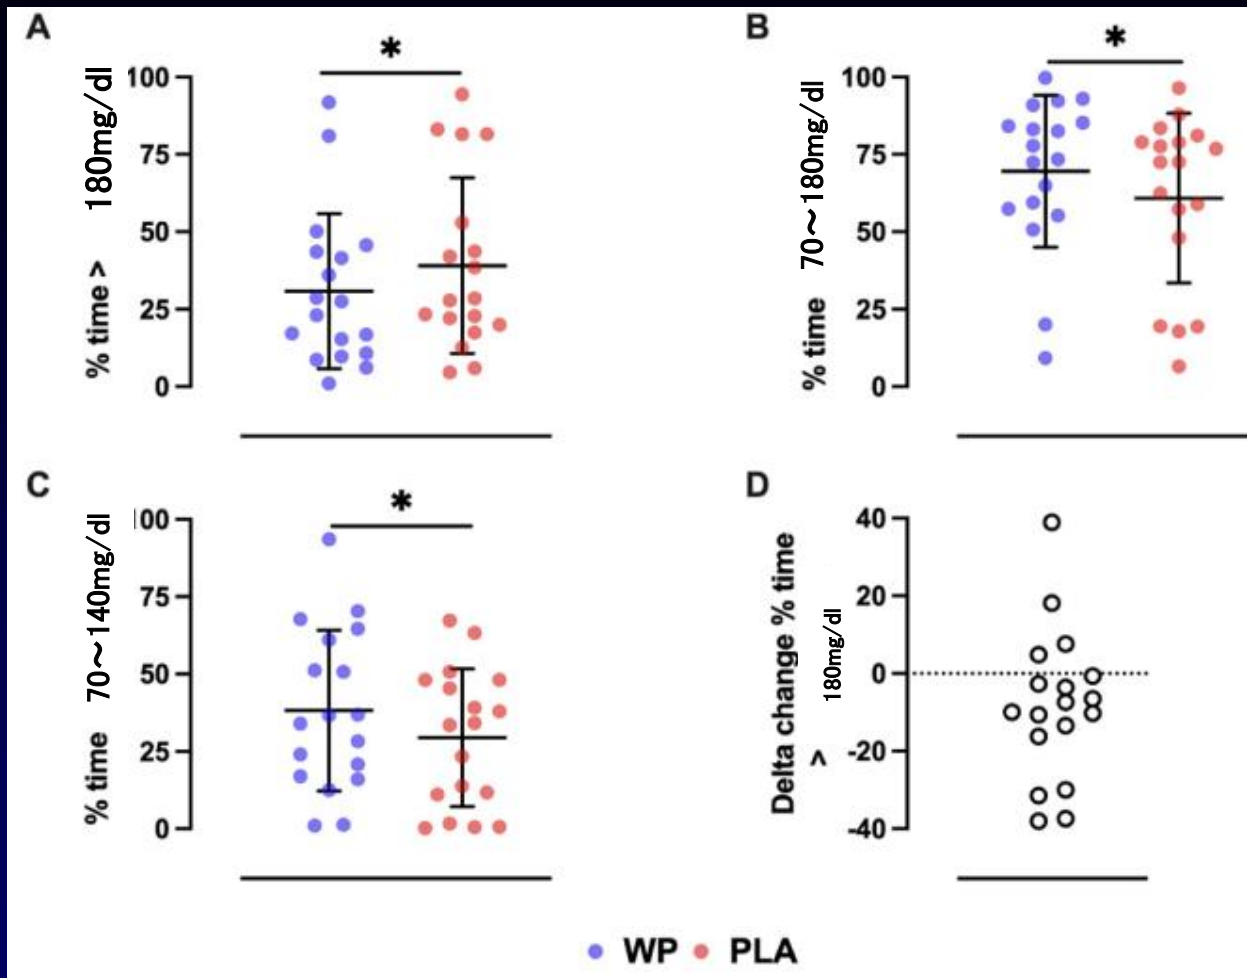 A
*
% time > 180mg/dl
100
75
50
25
0
B
*
% time 70～180mg/dl
100
75
50
25
0
C
*
% time 70～140mg/dl
100
75
50
25
0
D
Delta change % time
> 180mg/dl
40
20
0
-20
-40
WP PLA